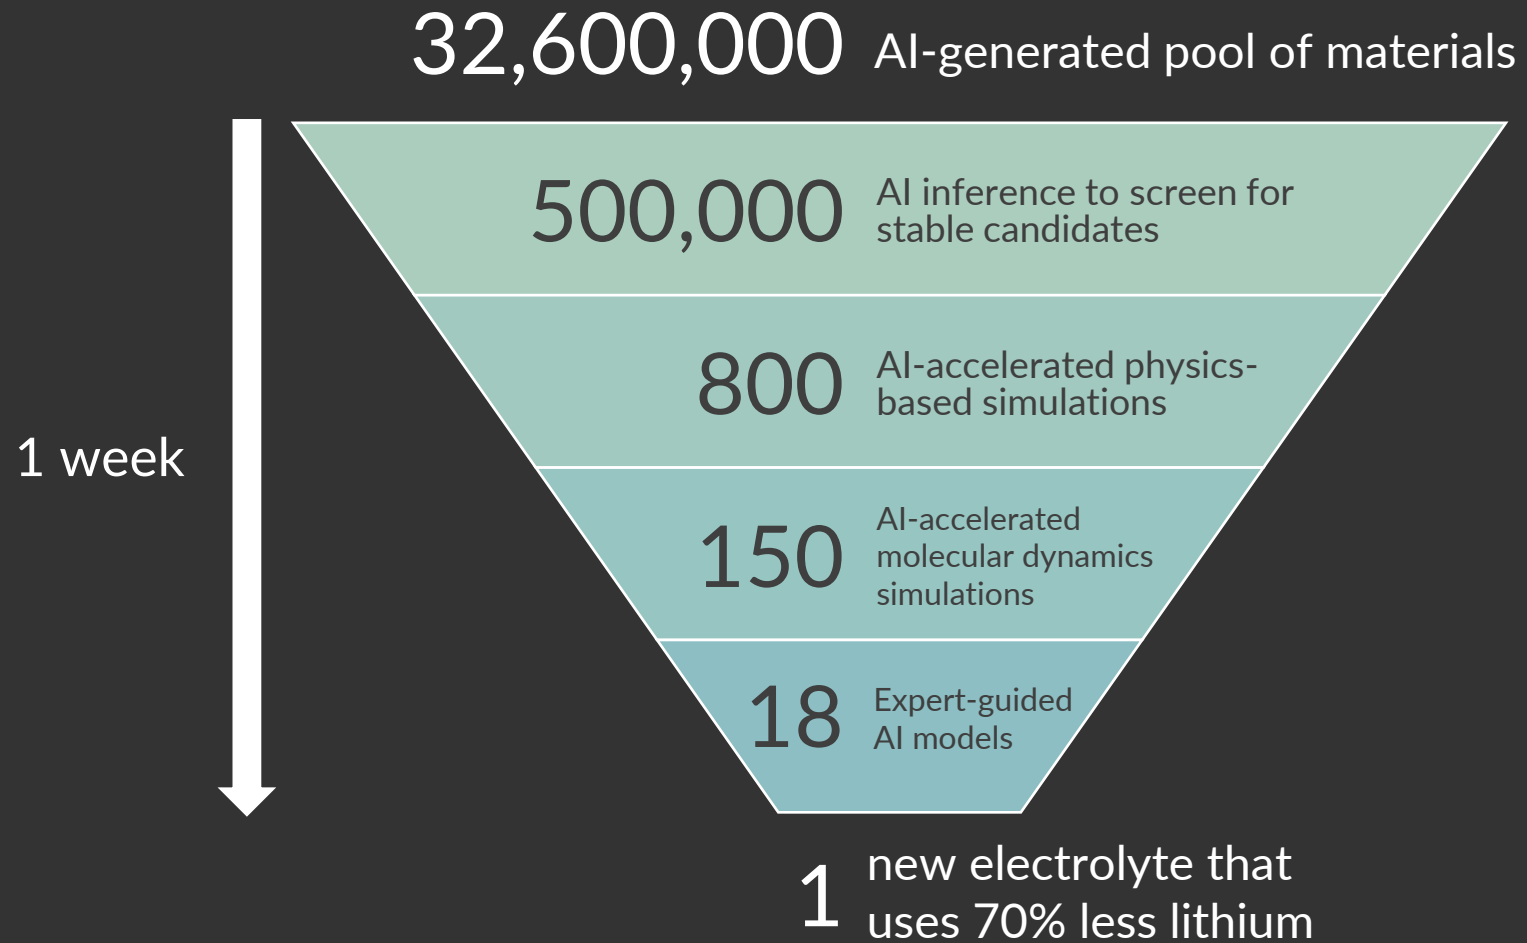 32,600,000 AI-generated pool of materials
500,000 AI inference to screen for
stable candidates
800 AI-accelerated physics-
based simulations
1 week
150 AI-accelerated
molecular dynamics
simulations
18 Expert-guided
AI models
1 new electrolyte that
uses 70% less lithium